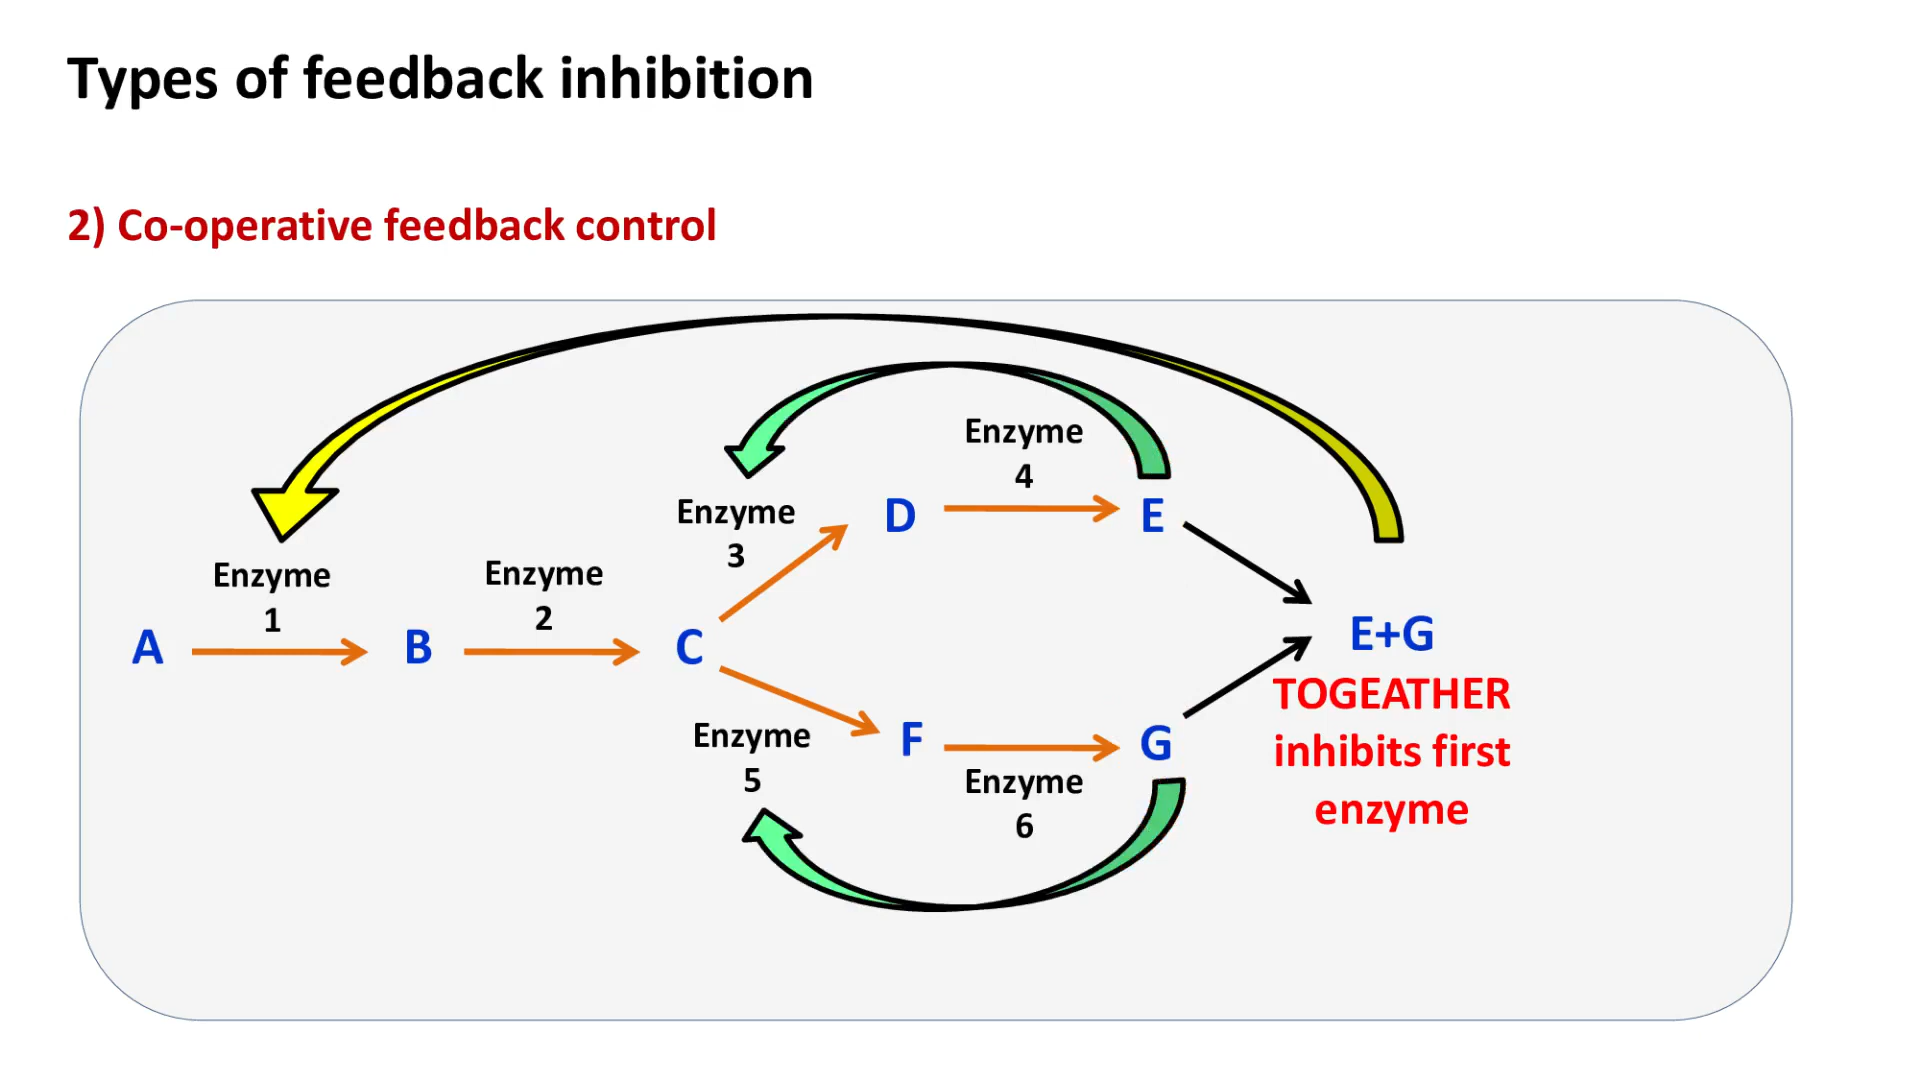 Types of feedback inhibition
2) Co-operative feedback control
Enzyme
4
Enzyme
3
D
E
Enzyme
1
Enzyme
2
A
B
C
E+G
TOGEATHER
inhibits first
enzyme
Enzyme
5
F
G
Enzyme
6